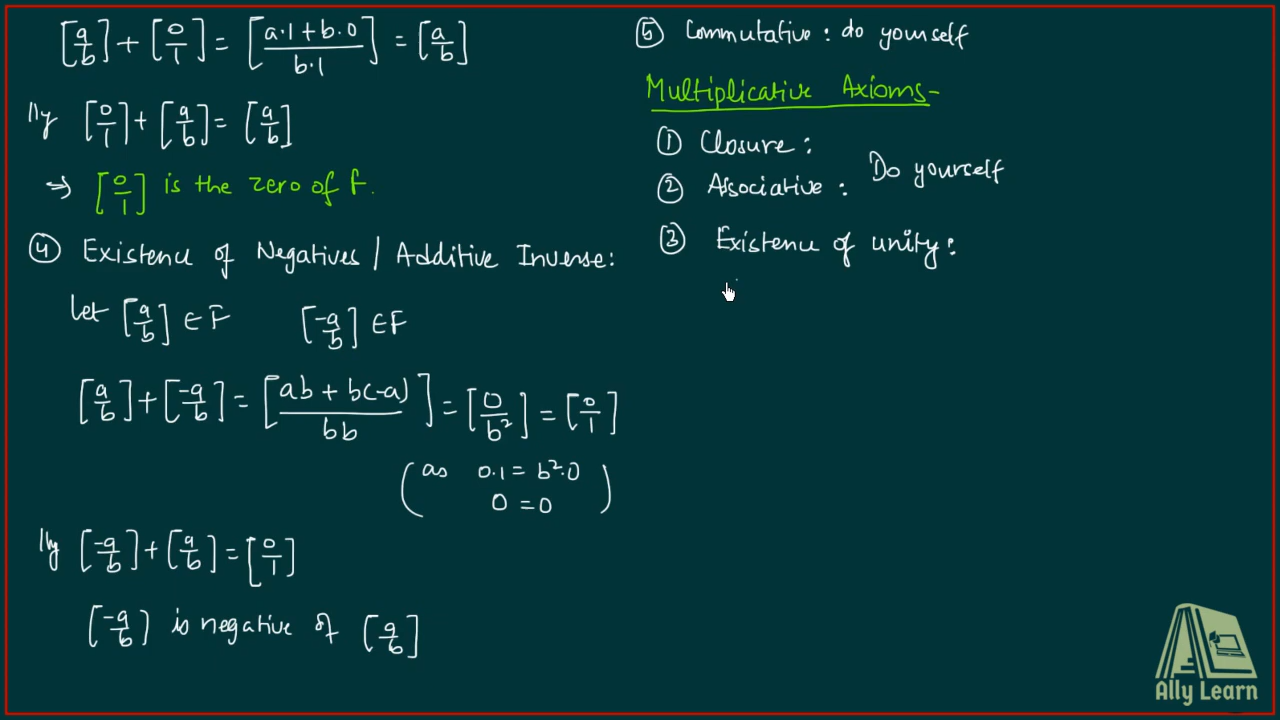 [a/b] + [0/1] = [a·1 + b·0 / b·1] = [a/b]
lly [0/1] + [a/b] = [a/b]
⇒ [0/1] is the zero of F.
④ Existence of Negatives / Additive Inverse:
let [a/b] ∈ F [-a/b] ∈ F
[a/b] + [-a/b] = [ab + b(-a) / bb] = [0/b²] = [0/1]
(as 0·1 = b²·0
0 = 0)
lly [-a/b] + [a/b] = [0/1]
[-a/b] is negative of [a/b]
⑤ Commutative : do yourself
Multiplicative Axioms-
① Closure :
② Associative : Do yourself
③ Existence of unity :
Ally Learn